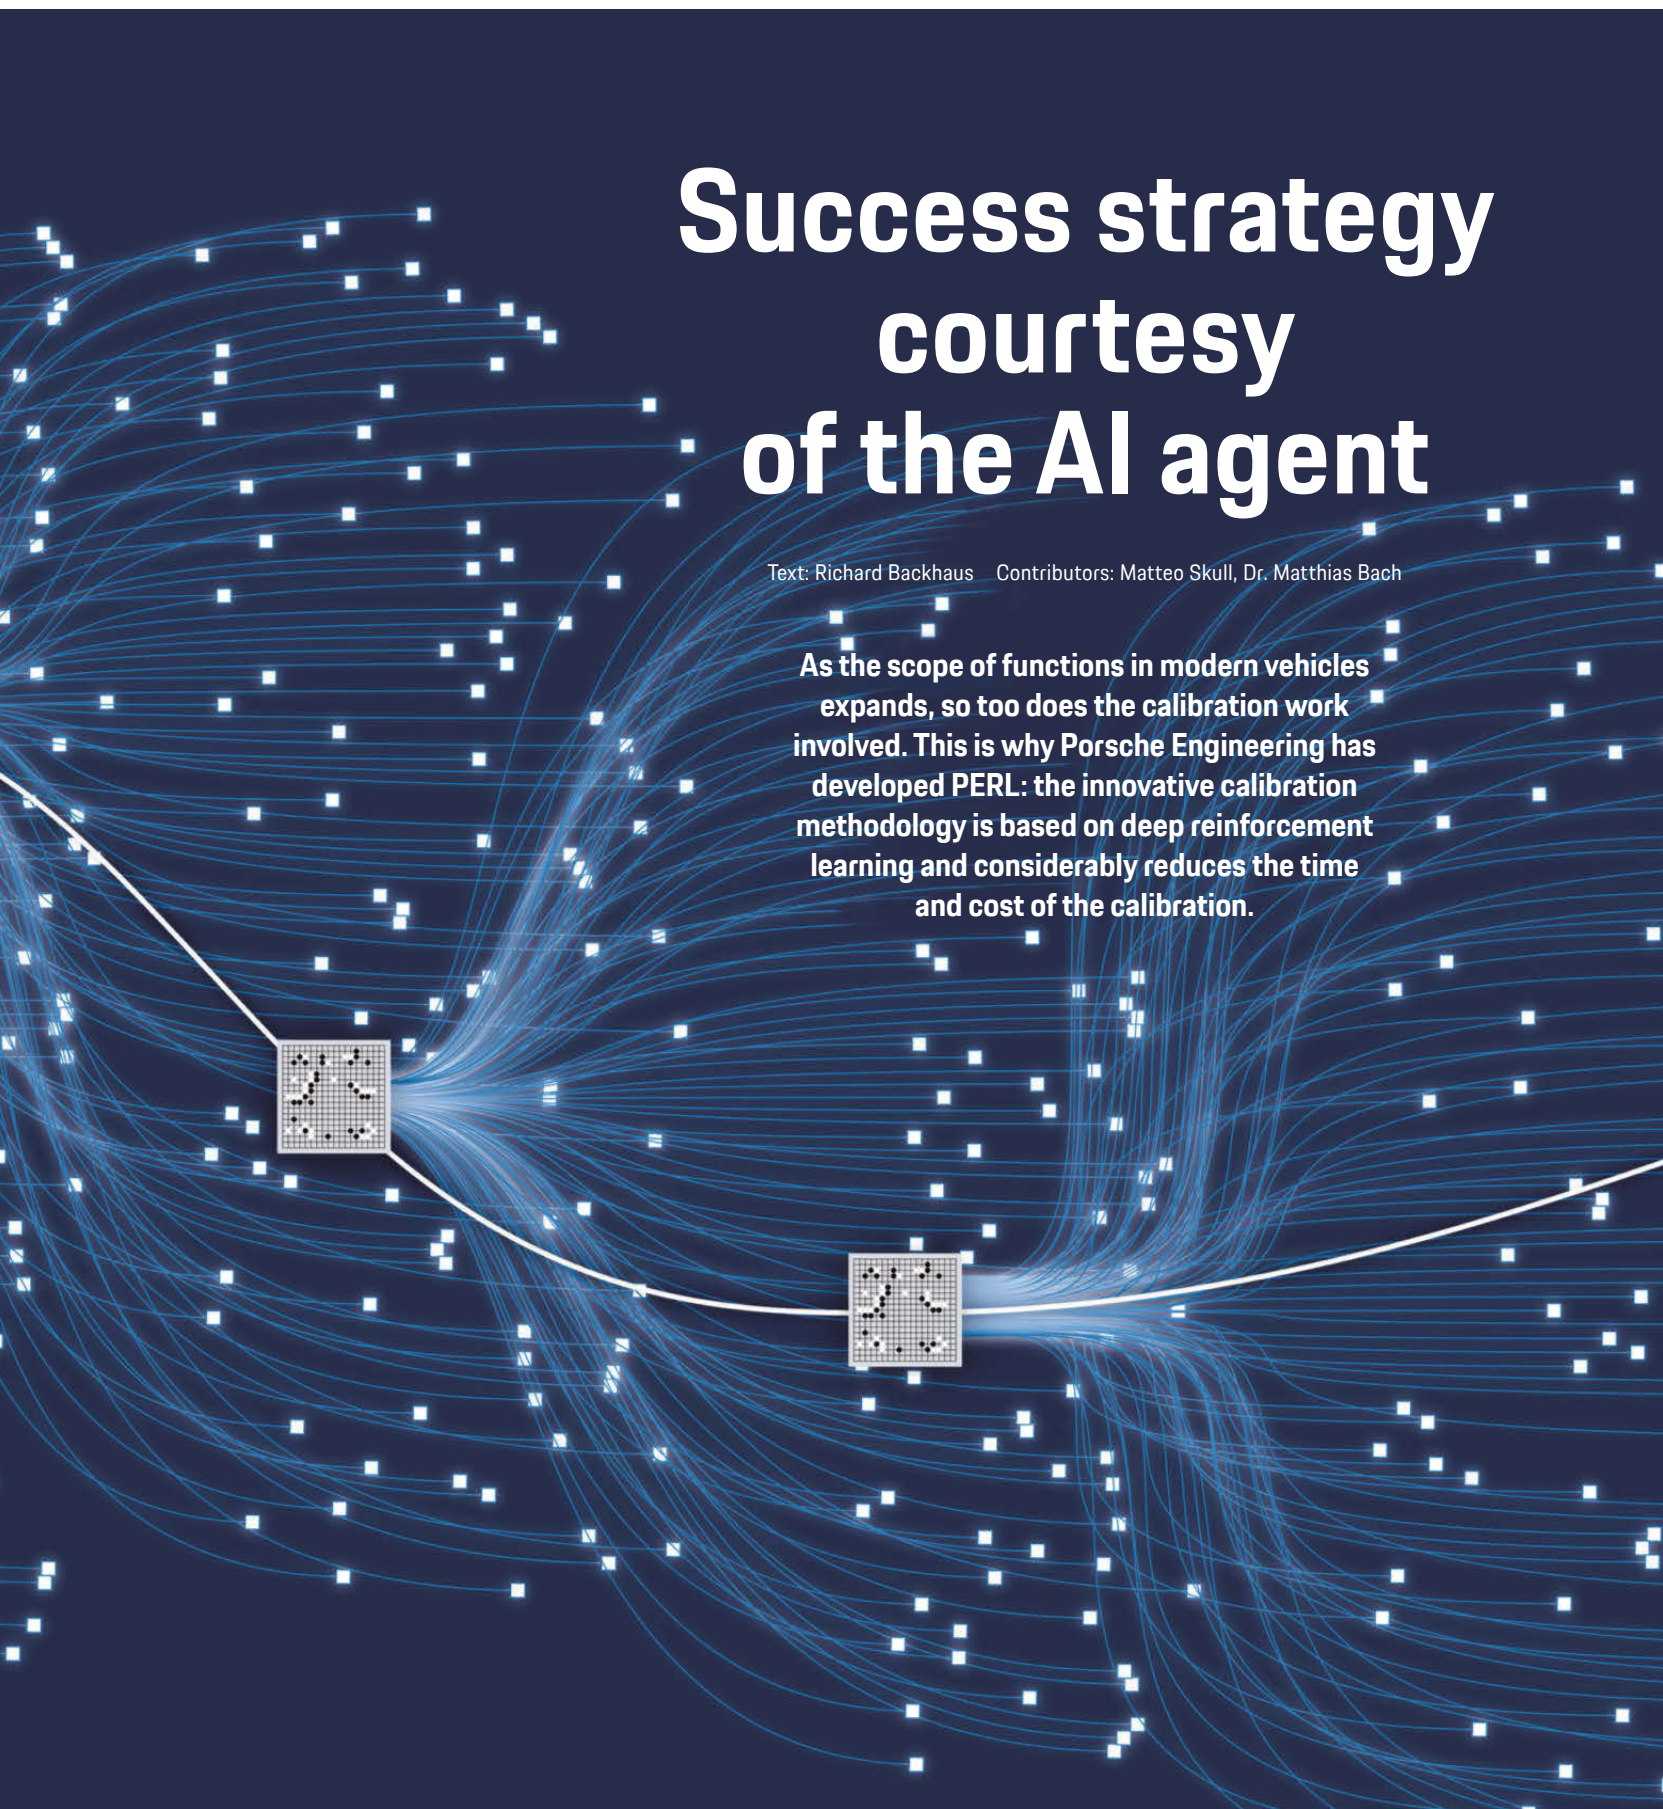 Success strategy
courtesy
of the AI agent
Text: Richard Backhaus Contributors: Matteo Skull, Dr. Matthias Bach
As the scope of functions in modern vehicles
expands, so too does the calibration work
involved. This is why Porsche Engineering has
developed PERL: the innovative calibration
methodology is based on deep reinforcement
learning and considerably reduces the time
and cost of the calibration.